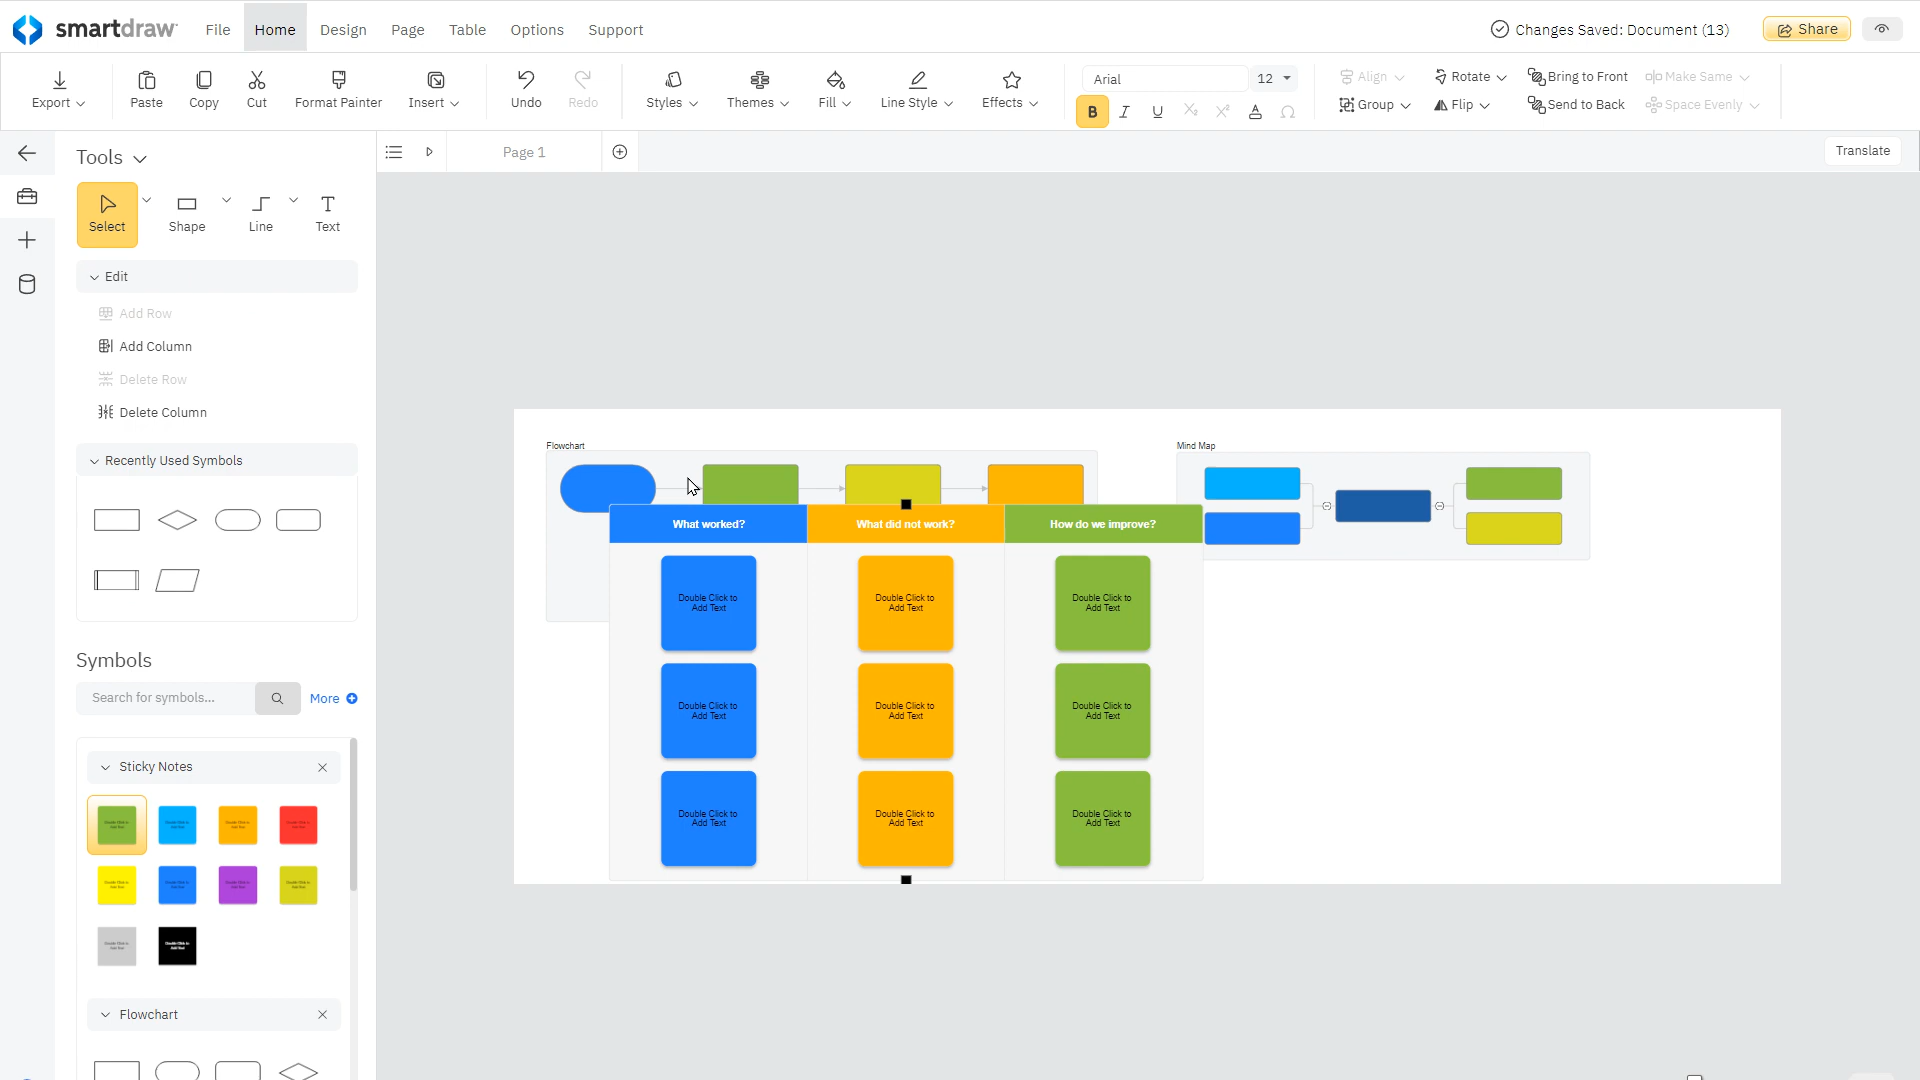 smartdraw
File Home Design Page Table Options Support
Changes Saved: Document (13)
Share
Export Paste Copy Cut Format Painter Insert Undo Redo Styles Themes Fill Line Style Effects
Arial 12
B I U X₂ X² A Ω
Align Rotate Bring to Front Make Same
Group Flip Send to Back Space Evenly
Tools
Page 1
Translate
Select Shape Line Text
Edit
Add Row
Add Column
Delete Row
Delete Column
Recently Used Symbols
Symbols
Search for symbols...
More
Sticky Notes
Flowchart
Flowchart
Mind Map
What worked? What did not work? How do we improve?
Double Click to
Add Text
Double Click to
Add Text
Double Click to
Add Text
Double Click to
Add Text
Double Click to
Add Text
Double Click to
Add Text
Double Click to
Add Text
Double Click to
Add Text
Double Click to
Add Text